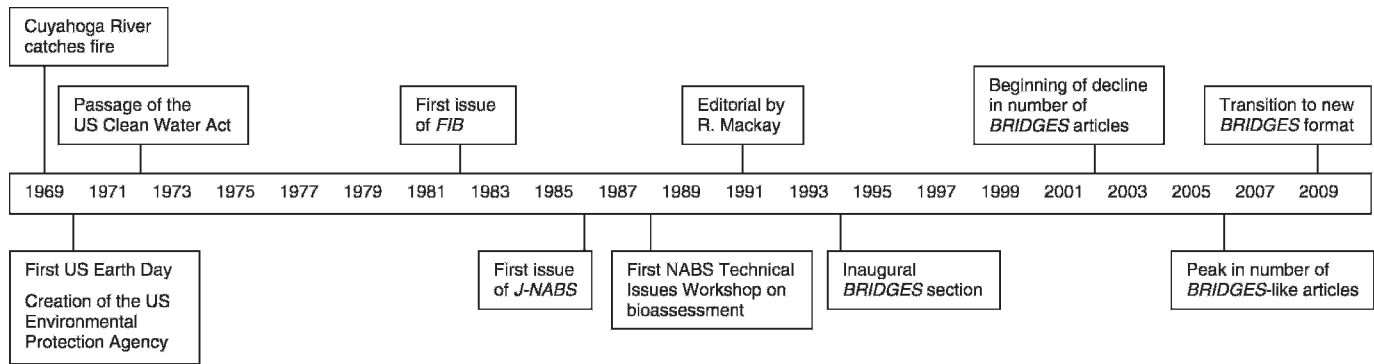 Cuyahoga River
catches fire
Passage of the
US Clean Water Act
First issue
of FIB
Editorial by
R. Mackay
Beginning of decline
in number of
BRIDGES articles
Transition to new
BRIDGES format
1969 1971 1973 1975 1977 1979 1981 1983 1985 1987 1989 1991 1993 1995 1997 1999 2001 2003 2005 2007 2009
First US Earth Day
Creation of the US
Environmental
Protection Agency
First issue
of J-NABS
First NABS Technical
Issues Workshop on
bioassessment
Inaugural
BRIDGES section
Peak in number of
BRIDGES-like articles